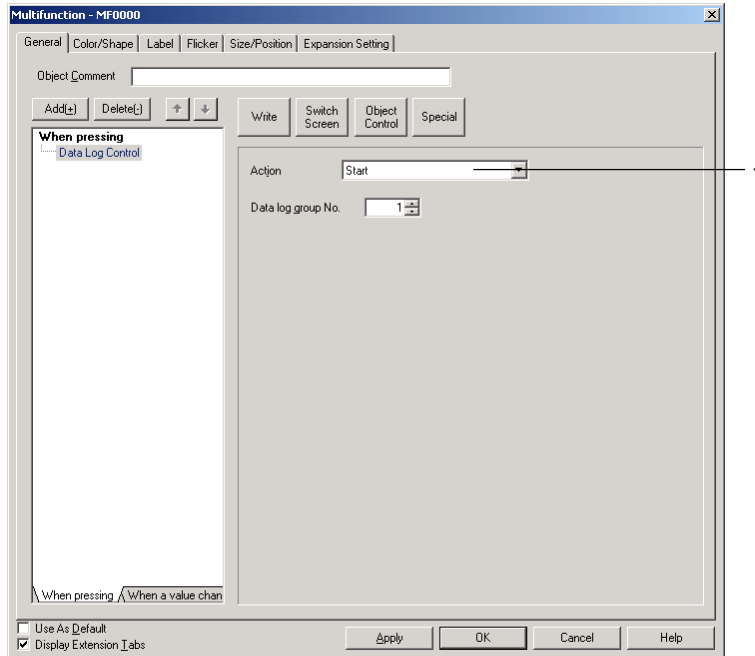 Multifunction - MF0000
General Color/Shape Label Flicker Size/Position Expansion Setting
Object Comment
Add(+) Delete(-)
Write Switch Screen Object Control Special
When pressing
Data Log Control
Action Start
Data log group No. 1
When pressing When a value chan
Use As Default
Display Extension Tabs
Apply OK Cancel Help